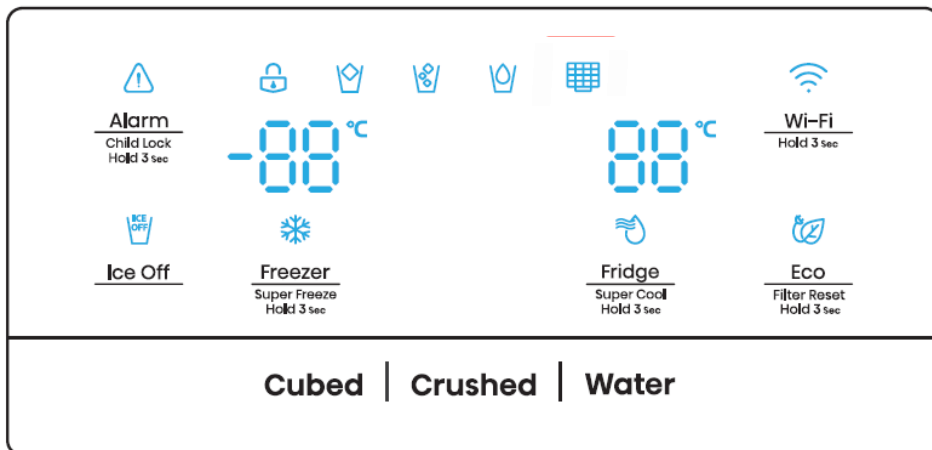 Alarm
Child Lock
Hold 3 Sec
-88 °C
88 °C
Wi-Fi
Hold 3 sec
ICE
OFF
Ice Off
Freezer
Super Freeze
Hold 3 Sec
Fridge
Super Cool
Hold 3 Sec
Eco
Filter Reset
Hold 3 Sec
Cubed | Crushed | Water